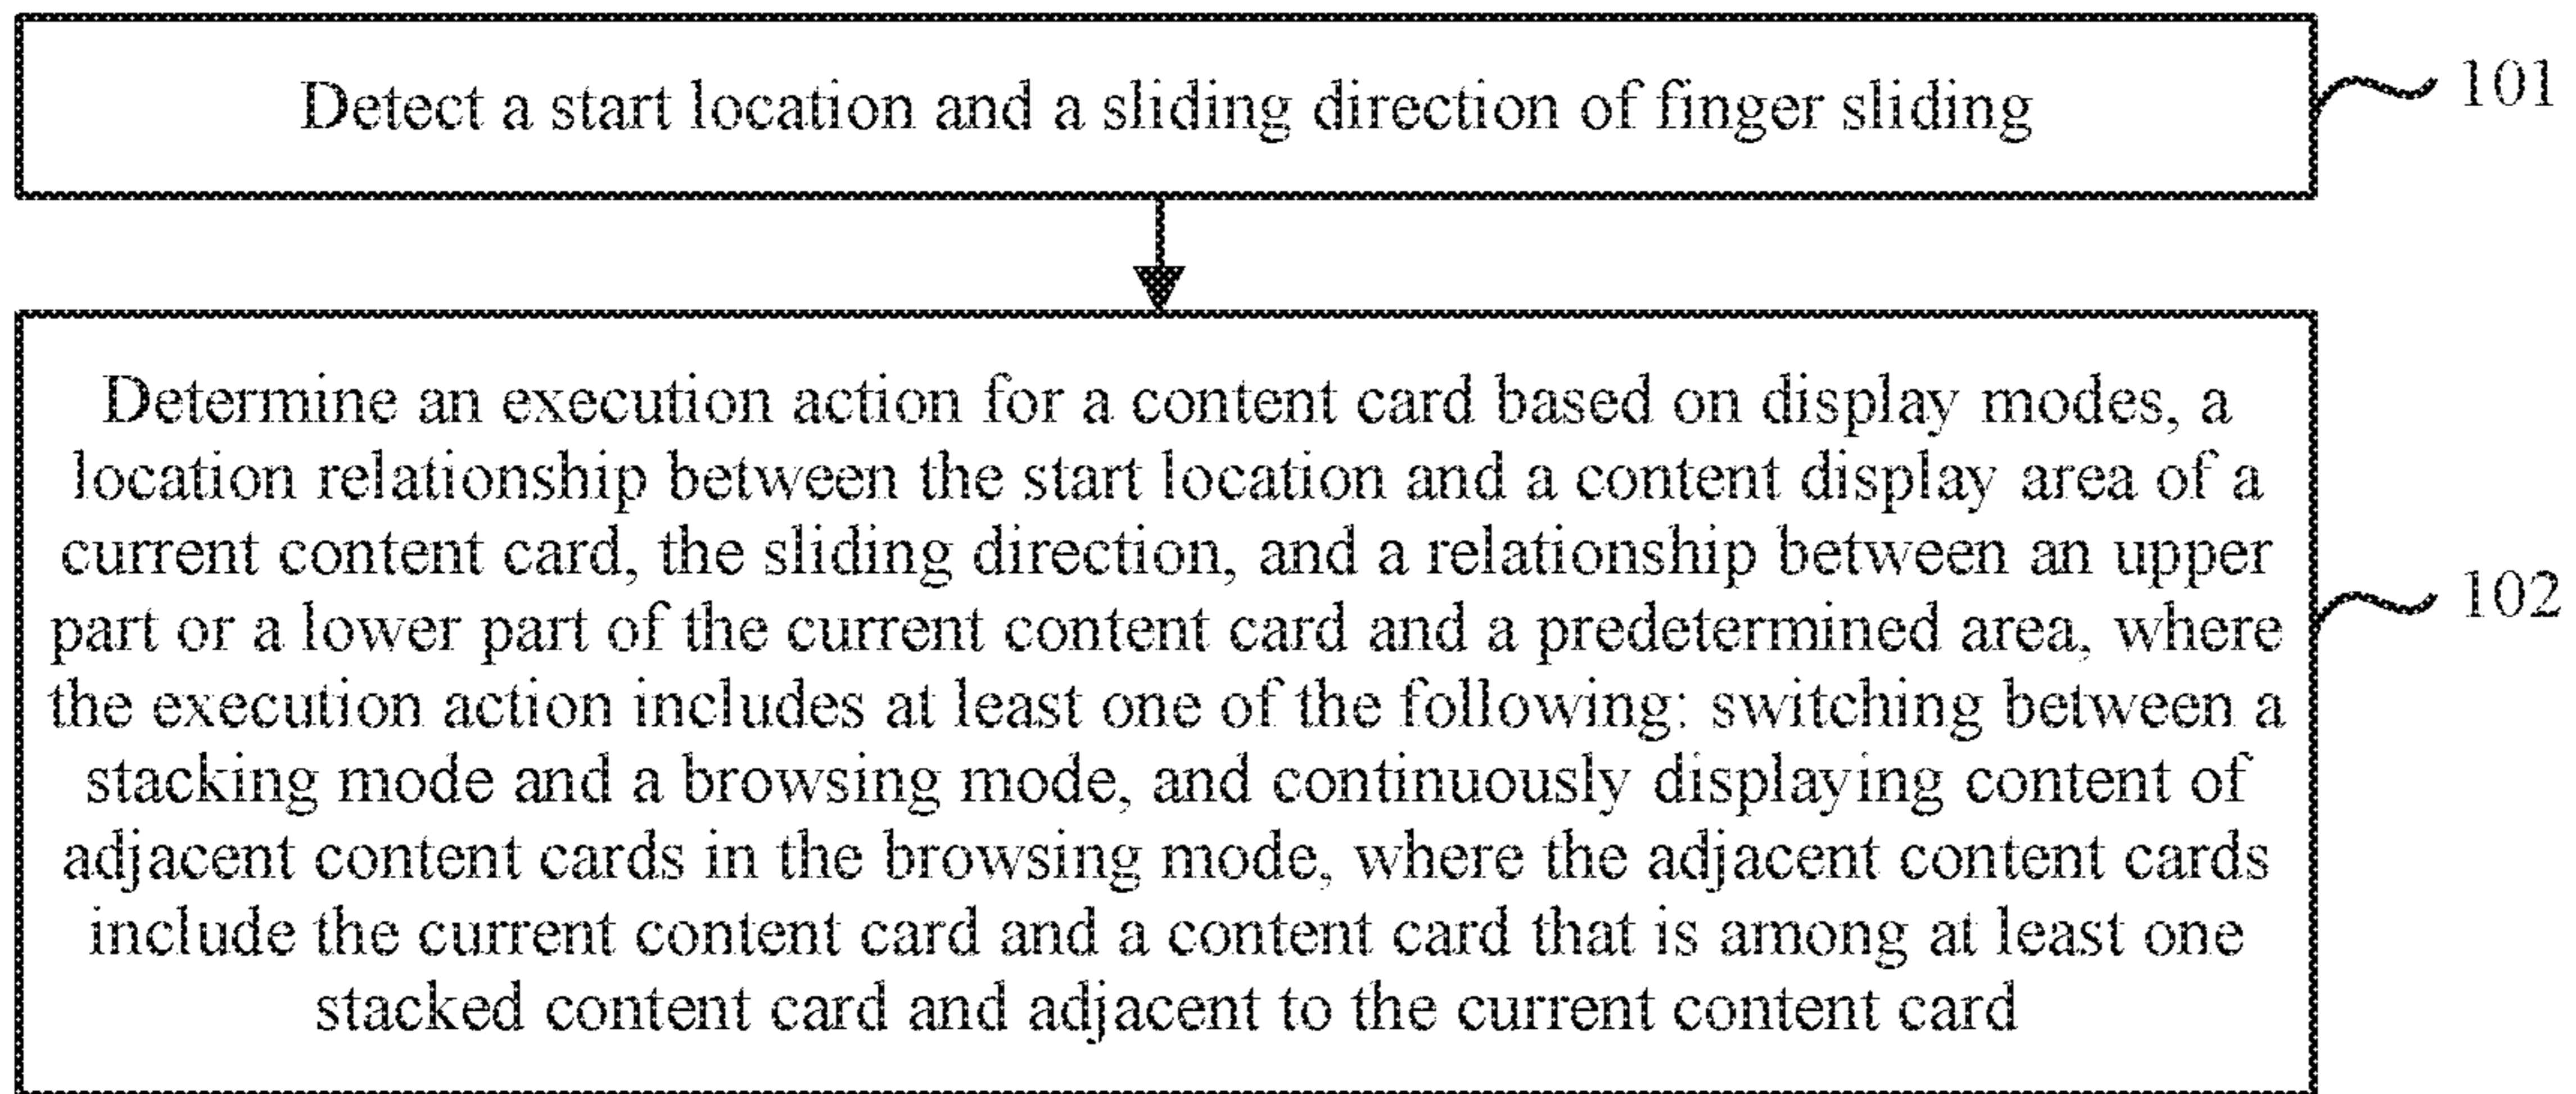 Detect a start location and a sliding direction of finger sliding
101
Determine an execution action for a content card based on display modes, a
location relationship between the start location and a content display area of a
current content card, the sliding direction, and a relationship between an upper
part or a lower part of the current content card and a predetermined area, where
the execution action includes at least one of the following: switching between a
stacking mode and a browsing mode, and continuously displaying content of
adjacent content cards in the browsing mode, where the adjacent content cards
include the current content card and a content card that is among at least one
stacked content card and adjacent to the current content card
102